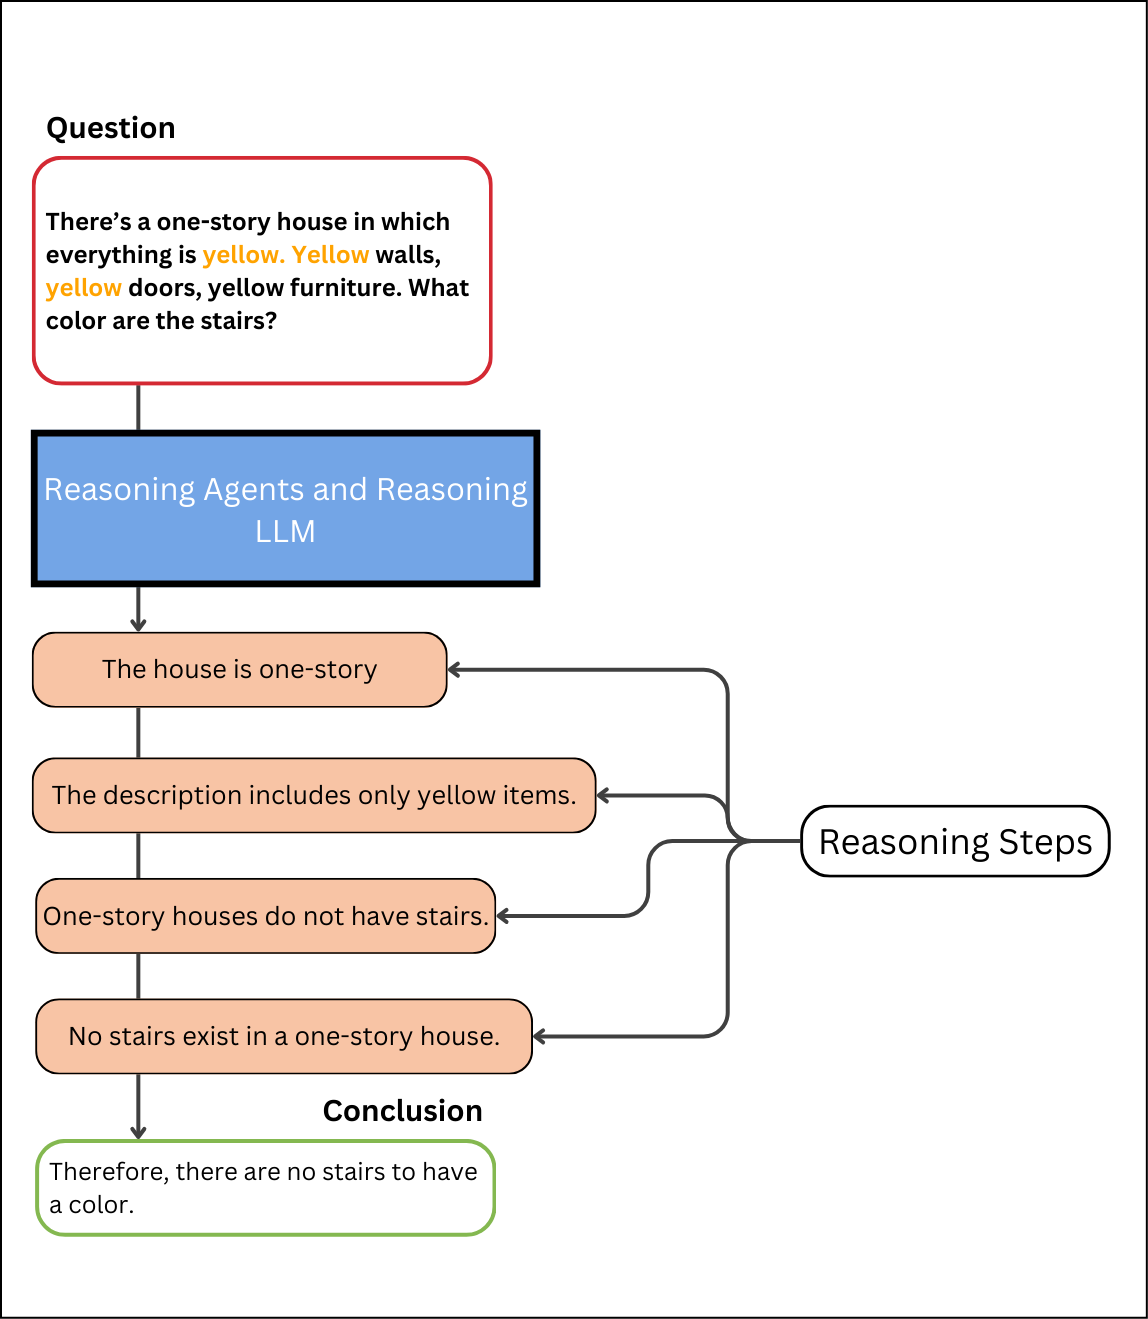 Question
There’s a one-story house in which
everything is yellow. Yellow walls,
yellow doors, yellow furniture. What
color are the stairs?
Reasoning Agents and Reasoning
LLM
The house is one-story
The description includes only yellow items.
Reasoning Steps
One-story houses do not have stairs.
No stairs exist in a one-story house.
Conclusion
Therefore, there are no stairs to have
a color.